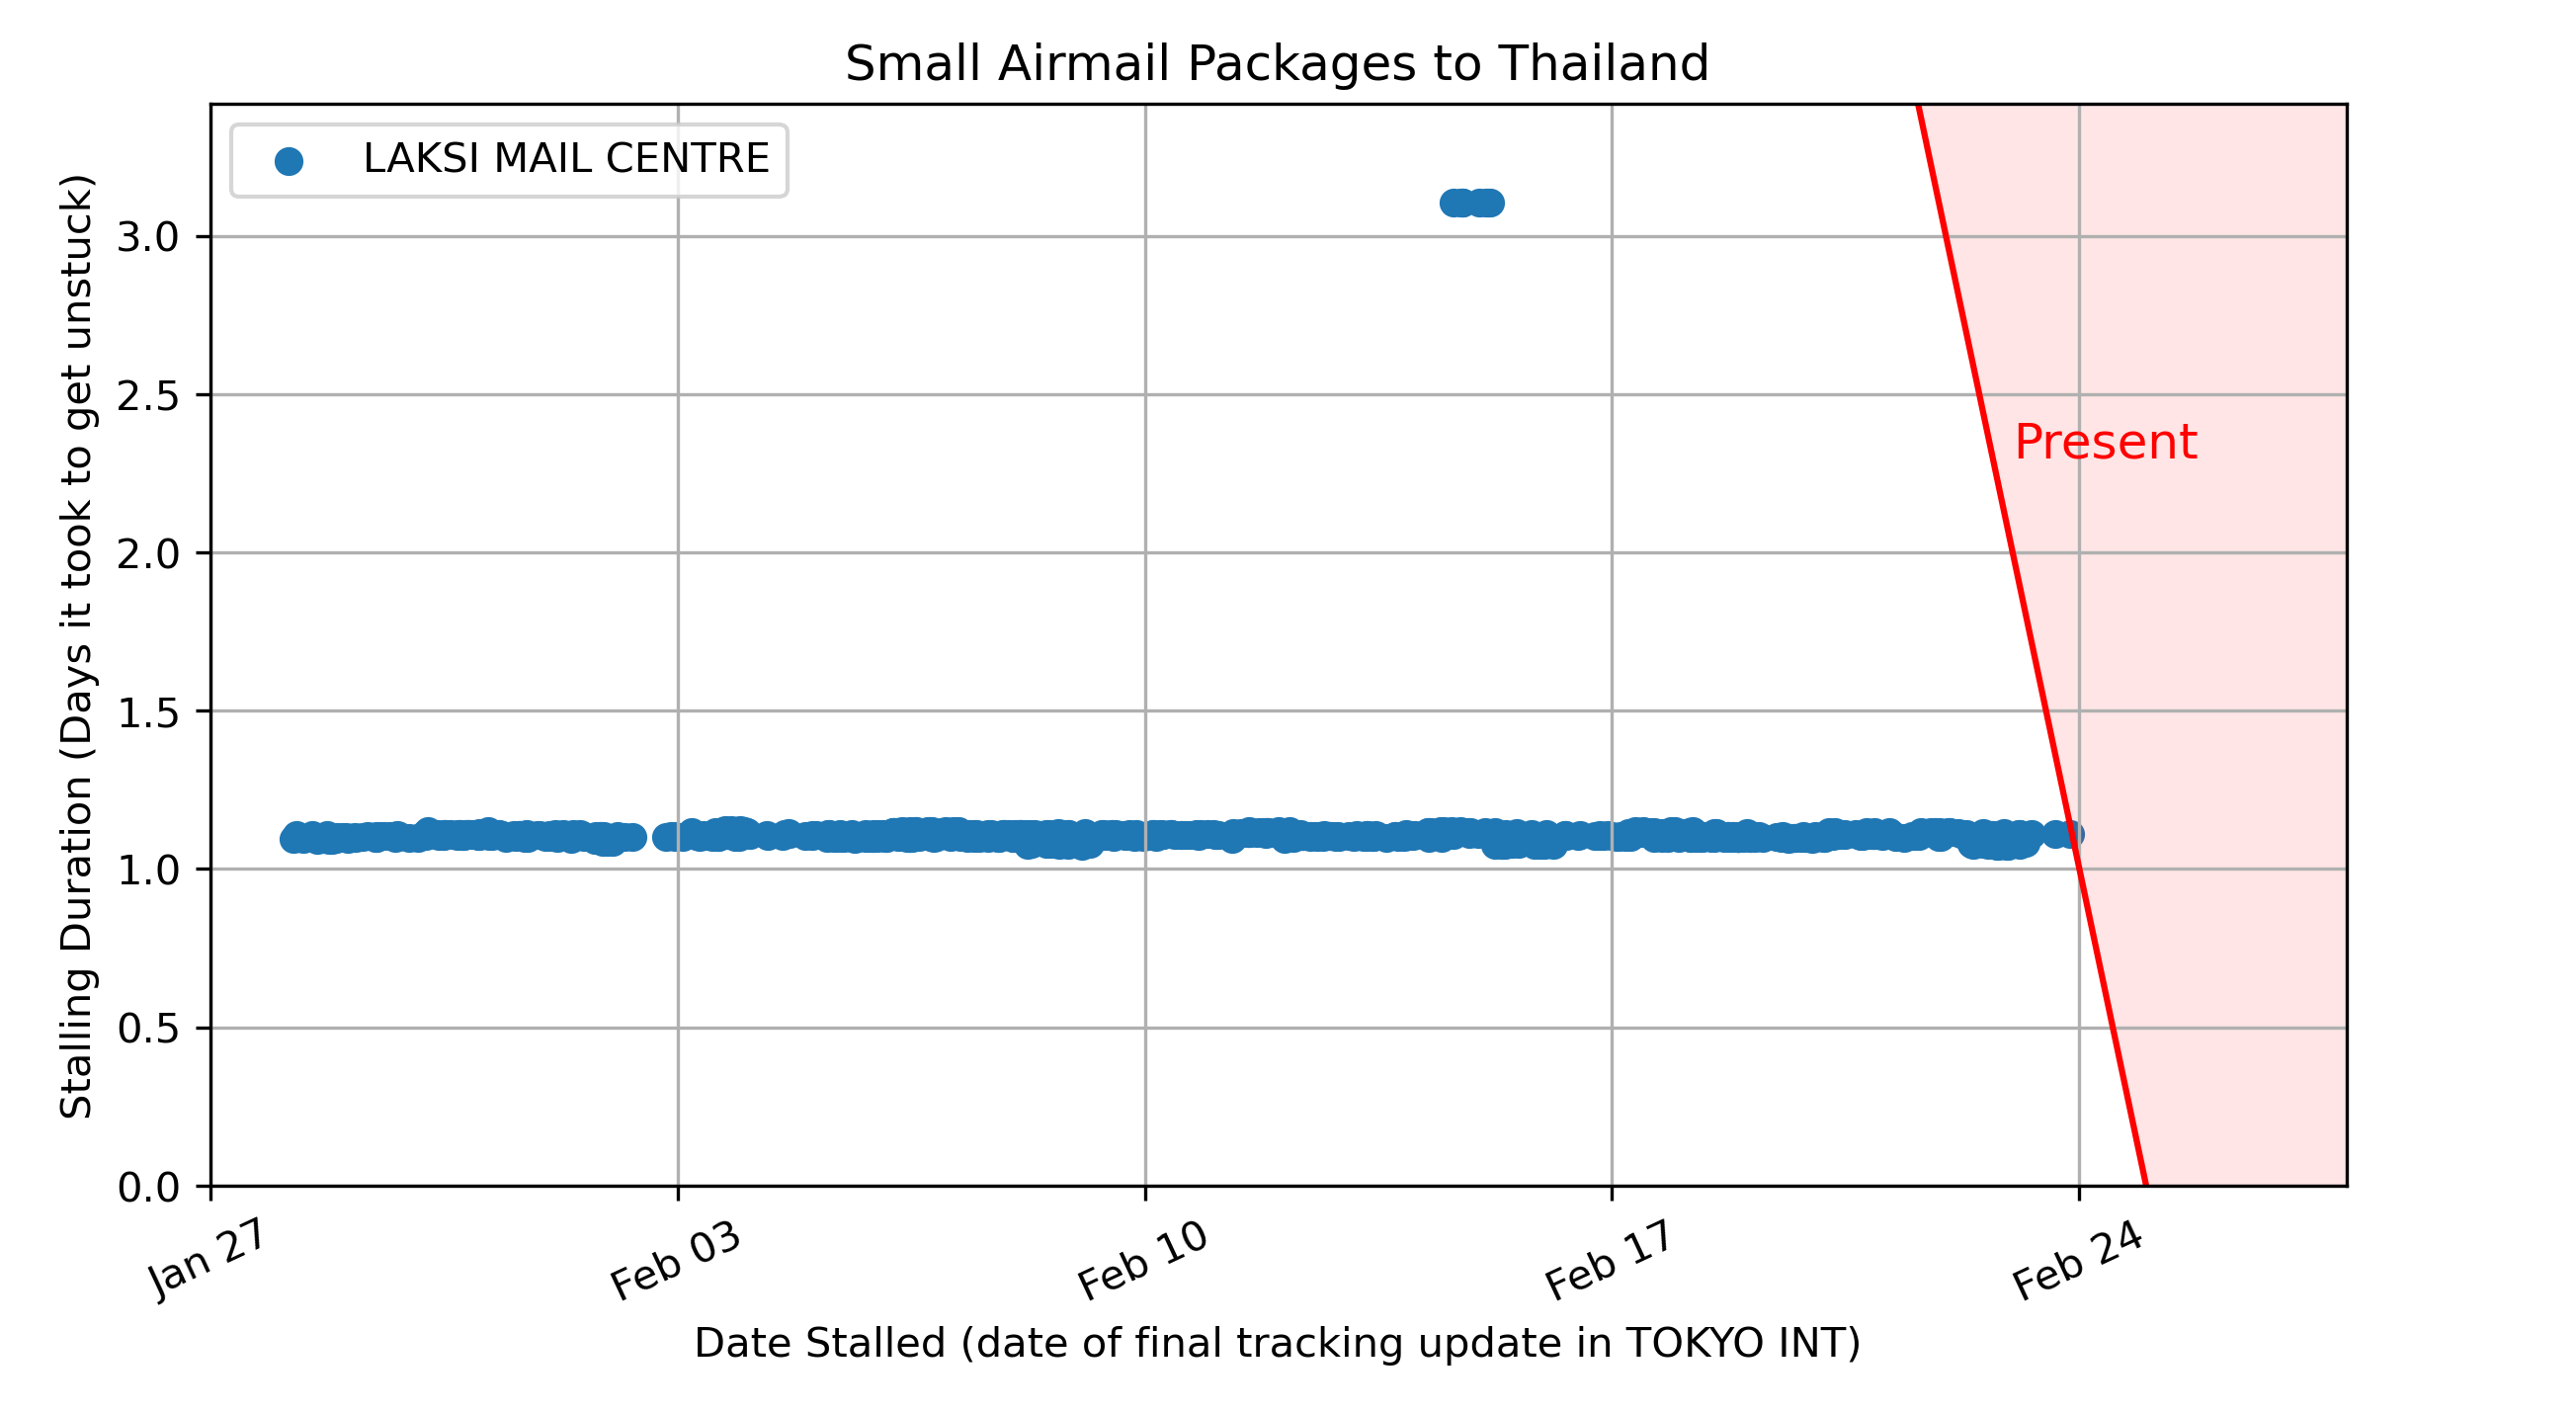 Small Airmail Packages to Thailand
LAKSI MAIL CENTRE
Stalling Duration (Days it took to get unstuck)
3.0
2.5
2.0
1.5
1.0
0.5
0.0
Present
Jan 27
Feb 03
Feb 10
Feb 17
Feb 24
Date Stalled (date of final tracking update in TOKYO INT)